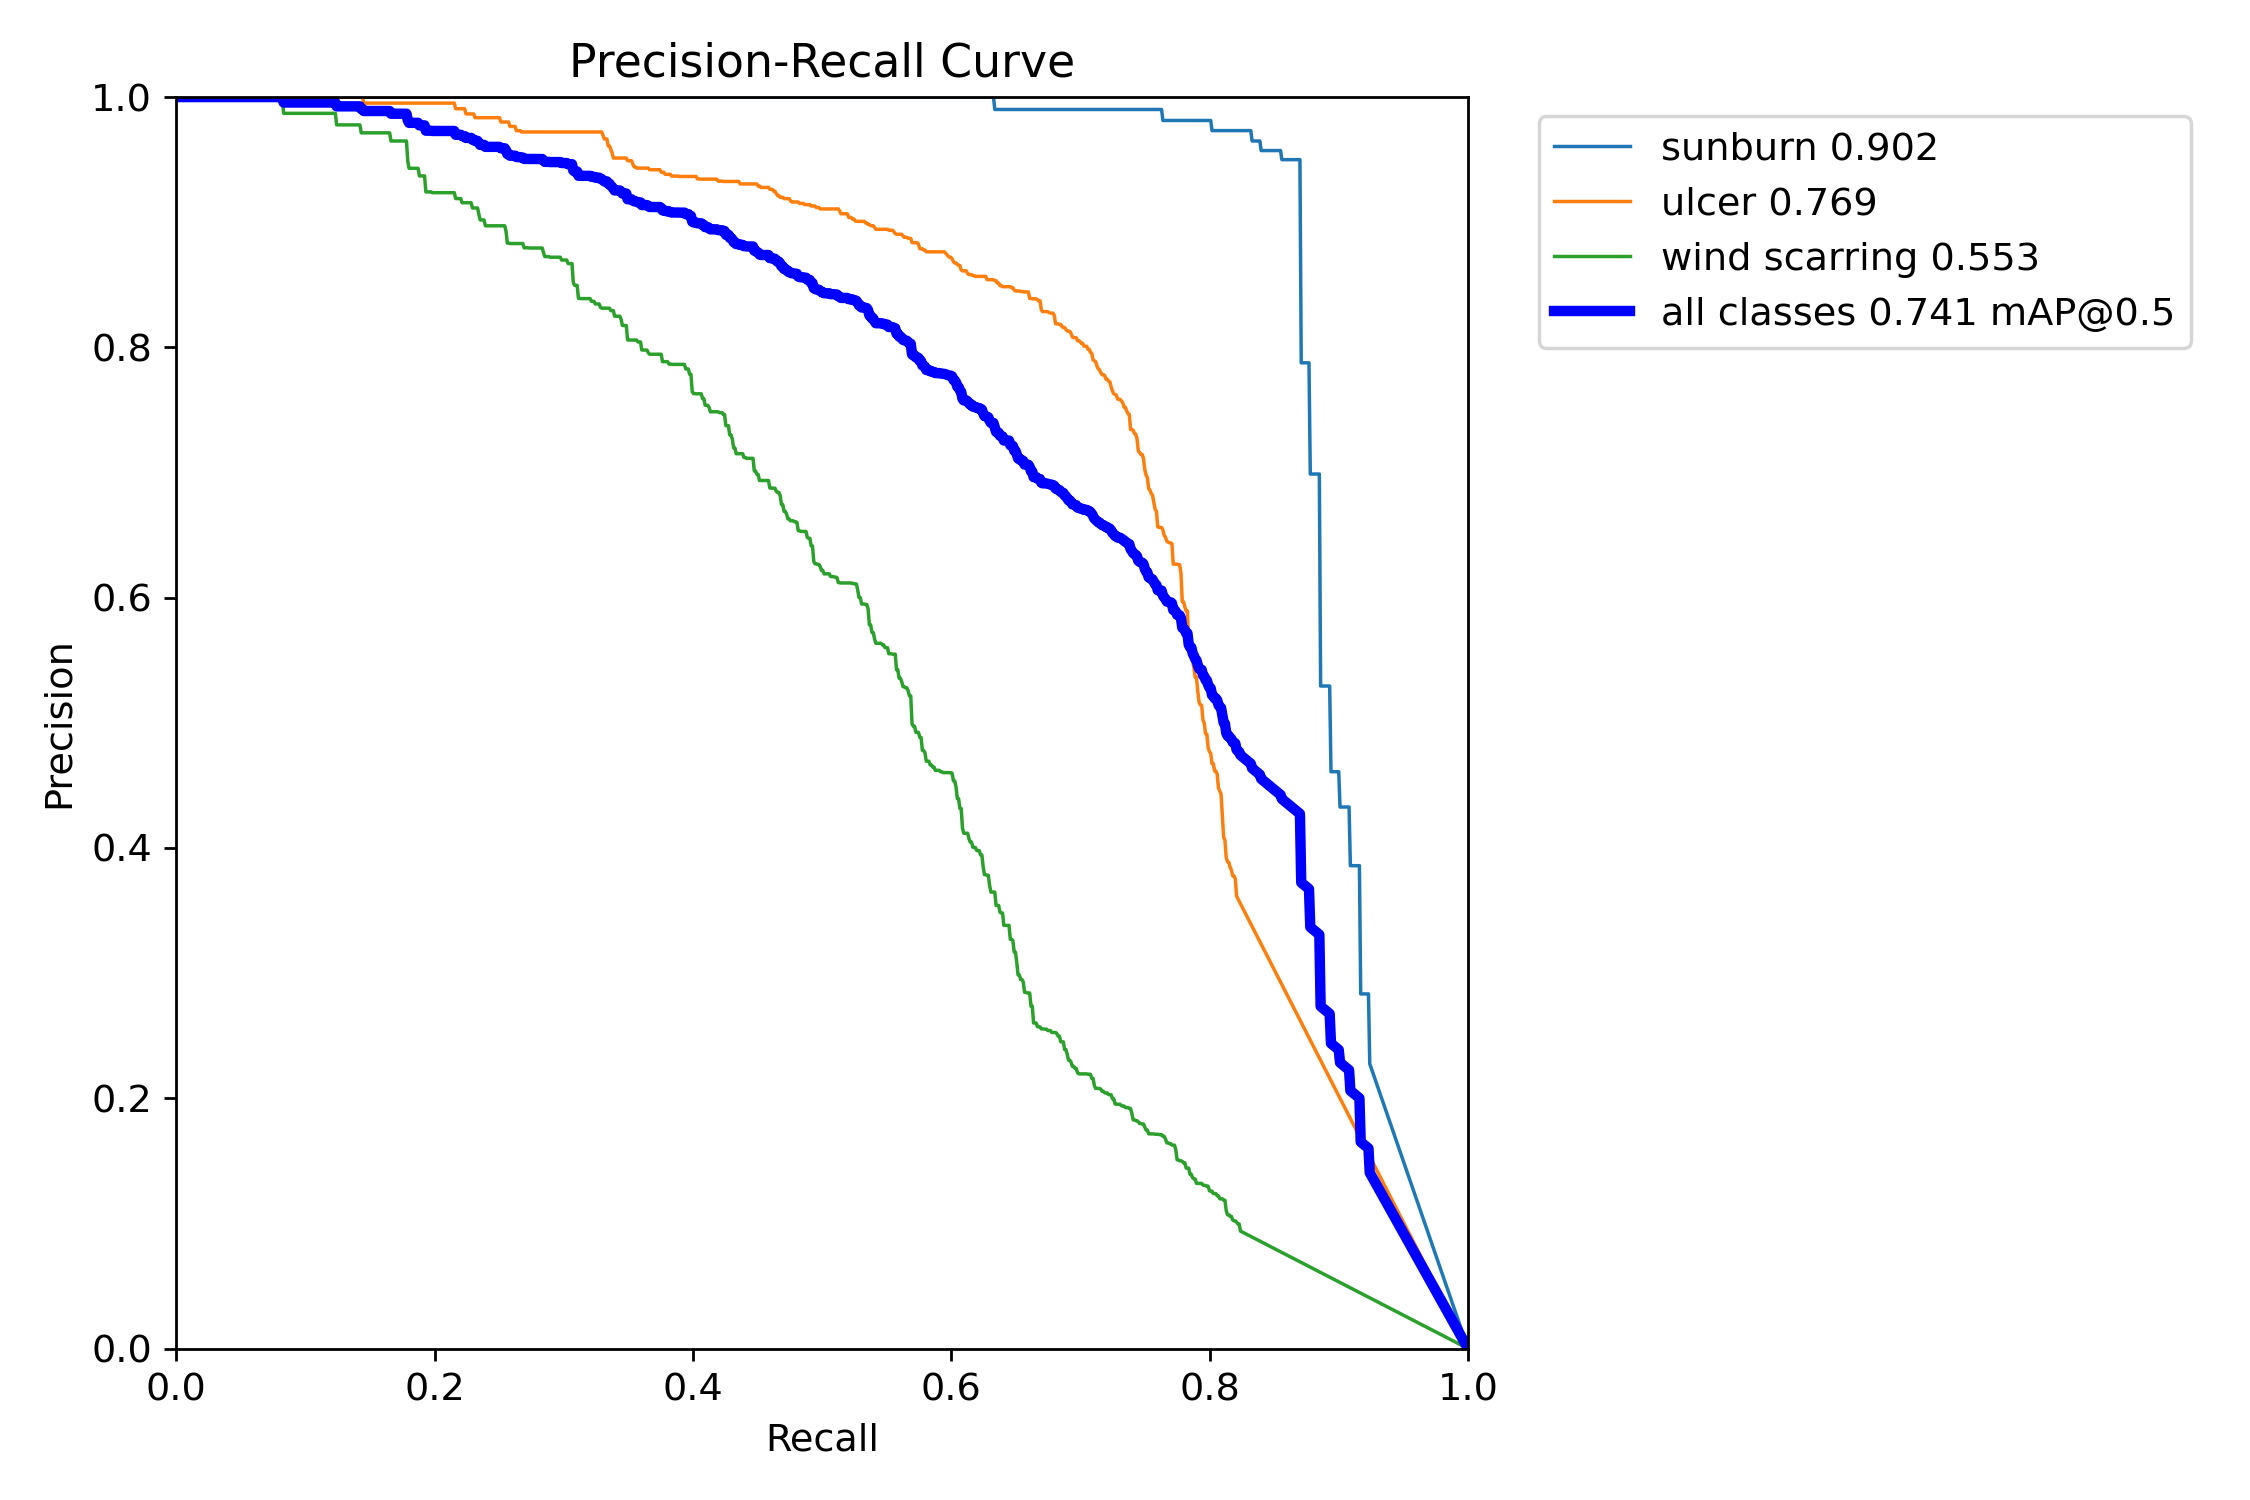 Precision-Recall Curve
1.0
0.8
0.6
0.4
0.2
0.0
Precision
0.0 0.2 0.4 0.6 0.8 1.0
Recall
sunburn 0.902
ulcer 0.769
wind scarring 0.553
all classes 0.741 mAP@0.5